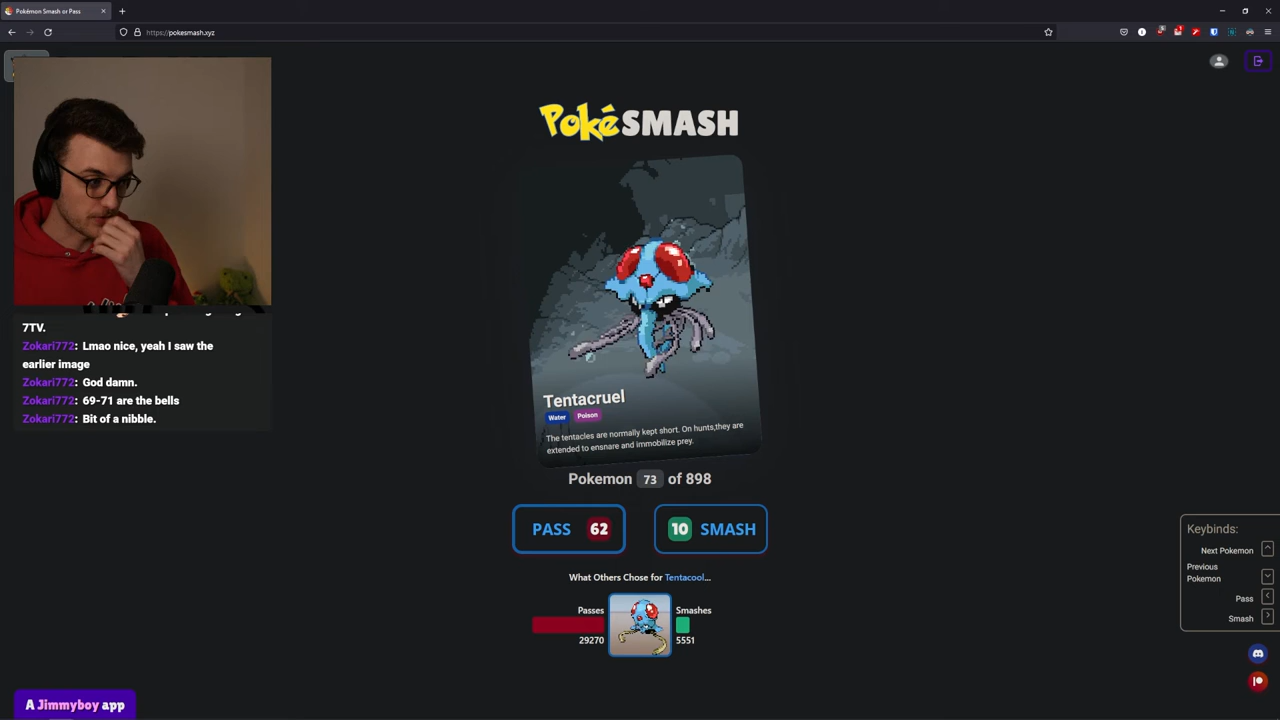 Pokémon Smash or Pass
https://pokesmash.xyz
PokéSMASH
7TV.
Zokari772: Lmao nice, yeah I saw the
earlier image
Zokari772: God damn.
Zokari772: 69-71 are the bells
Zokari772: Bit of a nibble.
Tentacruel
Water Poison
The tentacles are normally kept short. On hunts,they are
extended to ensnare and immobilize prey.
Pokemon 73 of 898
PASS 62
10 SMASH
What Others Chose for Tentacool...
Passes
29270
Smashes
5551
Keybinds:
Next Pokemon
Previous
Pokemon
Pass
Smash
A Jimmyboy app